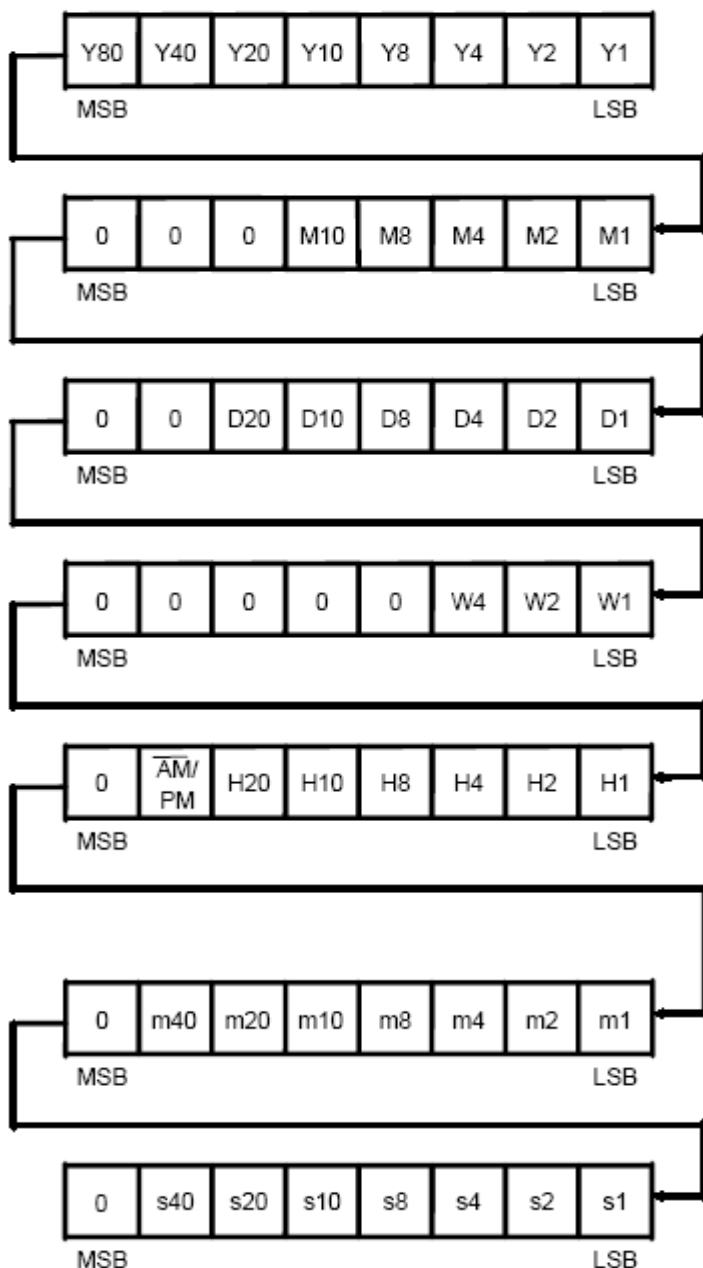 Y80 Y40 Y20 Y10 Y8 Y4 Y2 Y1
MSB LSB
0 0 0 M10 M8 M4 M2 M1
MSB LSB
0 0 D20 D10 D8 D4 D2 D1
MSB LSB
0 0 0 0 0 W4 W2 W1
MSB LSB
0 A̅M̅/ PM H20 H10 H8 H4 H2 H1
MSB LSB
0 m40 m20 m10 m8 m4 m2 m1
MSB LSB
0 s40 s20 s10 s8 s4 s2 s1
MSB LSB